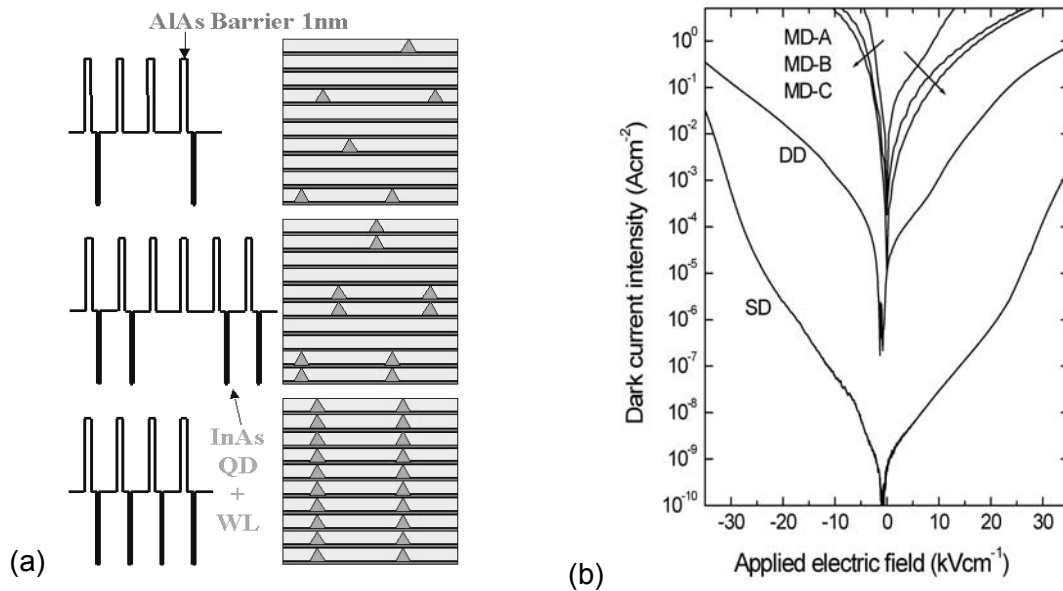 AlAs Barrier 1nm
InAs
QD
+
WL
(a)
Dark current intensity (Acm⁻²)
10⁰
10⁻¹
10⁻²
10⁻³
10⁻⁴
10⁻⁵
10⁻⁶
10⁻⁷
10⁻⁸
10⁻⁹
10⁻¹⁰
MD-A
MD-B
MD-C
DD
SD
-30 -20 -10 0 10 20 30
Applied electric field (kVcm⁻¹)
(b)